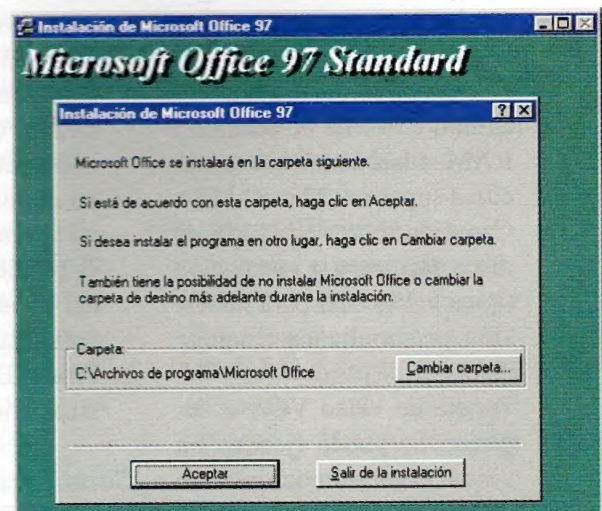 Instalación de Microsoft Office 97
Microsoft Office 97 Standard
Instalación de Microsoft Office 97
Microsoft Office se instalará en la carpeta siguiente.
Si está de acuerdo con esta carpeta, haga clic en Aceptar.
Si desea instalar el programa en otro lugar, haga clic en Cambiar carpeta.
También tiene la posibilidad de no instalar Microsoft Office o cambiar la
carpeta de destino más adelante durante la instalación.
Carpeta:
C:\Archivos de programa\Microsoft Office
Cambiar carpeta...
Aceptar
Salir de la instalación